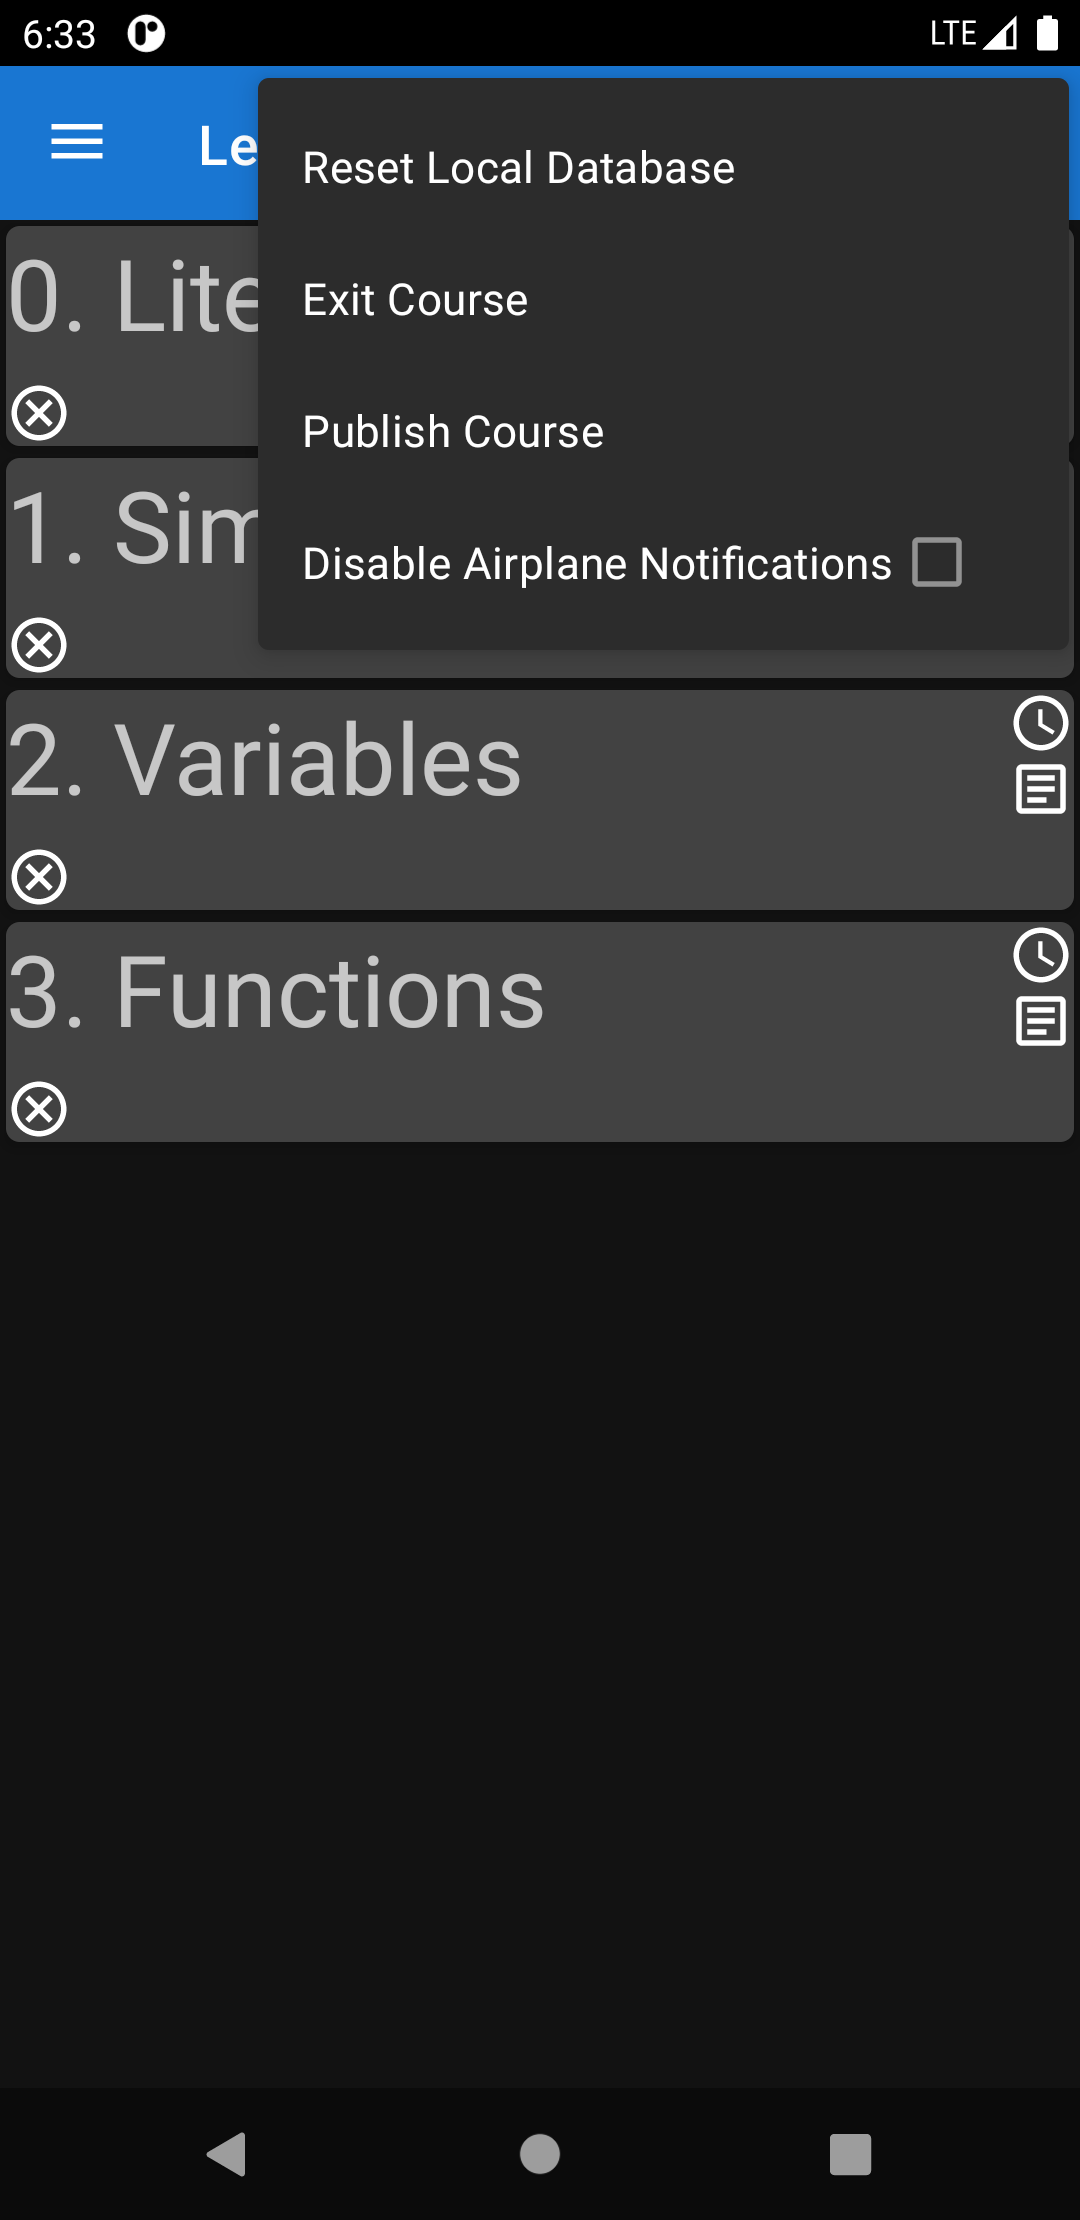 6:33
LTE
Le
Reset Local Database
0. Lite
Exit Course
Publish Course
1. Sim
Disable Airplane Notifications
2. Variables
3. Functions